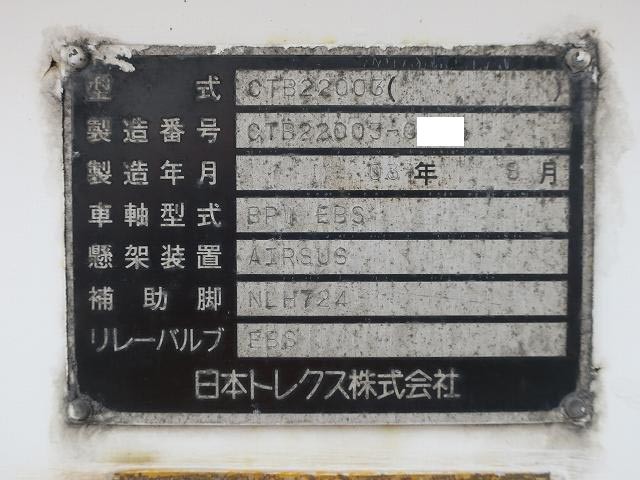 型式 CTB22003( )
製造番号 CTB22003-
製造年月 年 8月
車軸型式 BPW EBS
懸架装置 AIRSUS
補助脚 NLH724
リレーバルブ EBS
日本トレクス株式会社